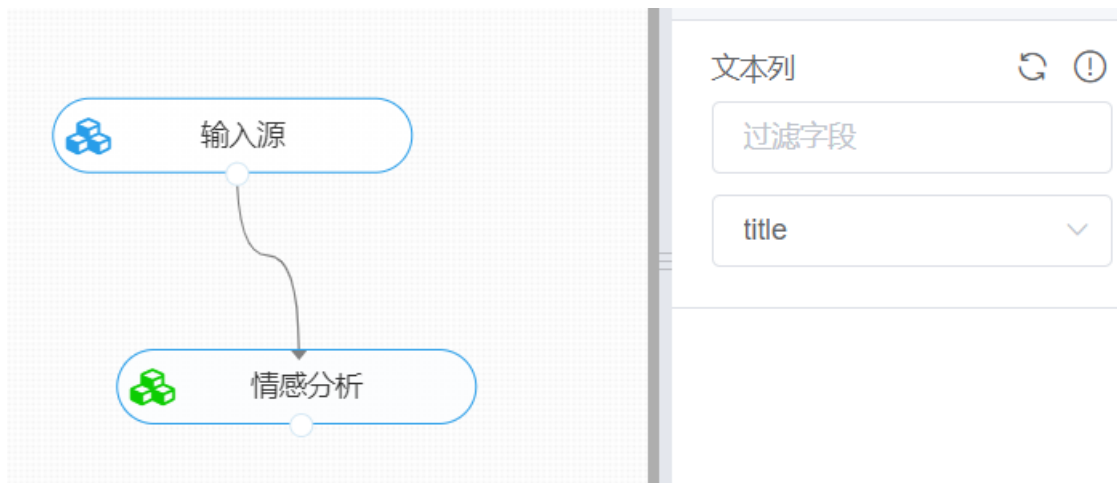 输入源
情感分析
文本列
过滤字段
title